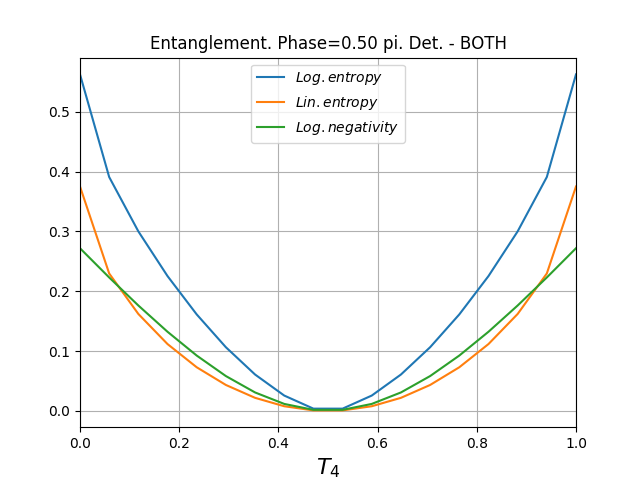 Entanglement. Phase=0.50 pi. Det. - BOTH
Log. entropy
Lin. entropy
Log. negativity
0.5
0.4
0.3
0.2
0.1
0.0
0.0 0.2 0.4 0.6 0.8 1.0
T₄